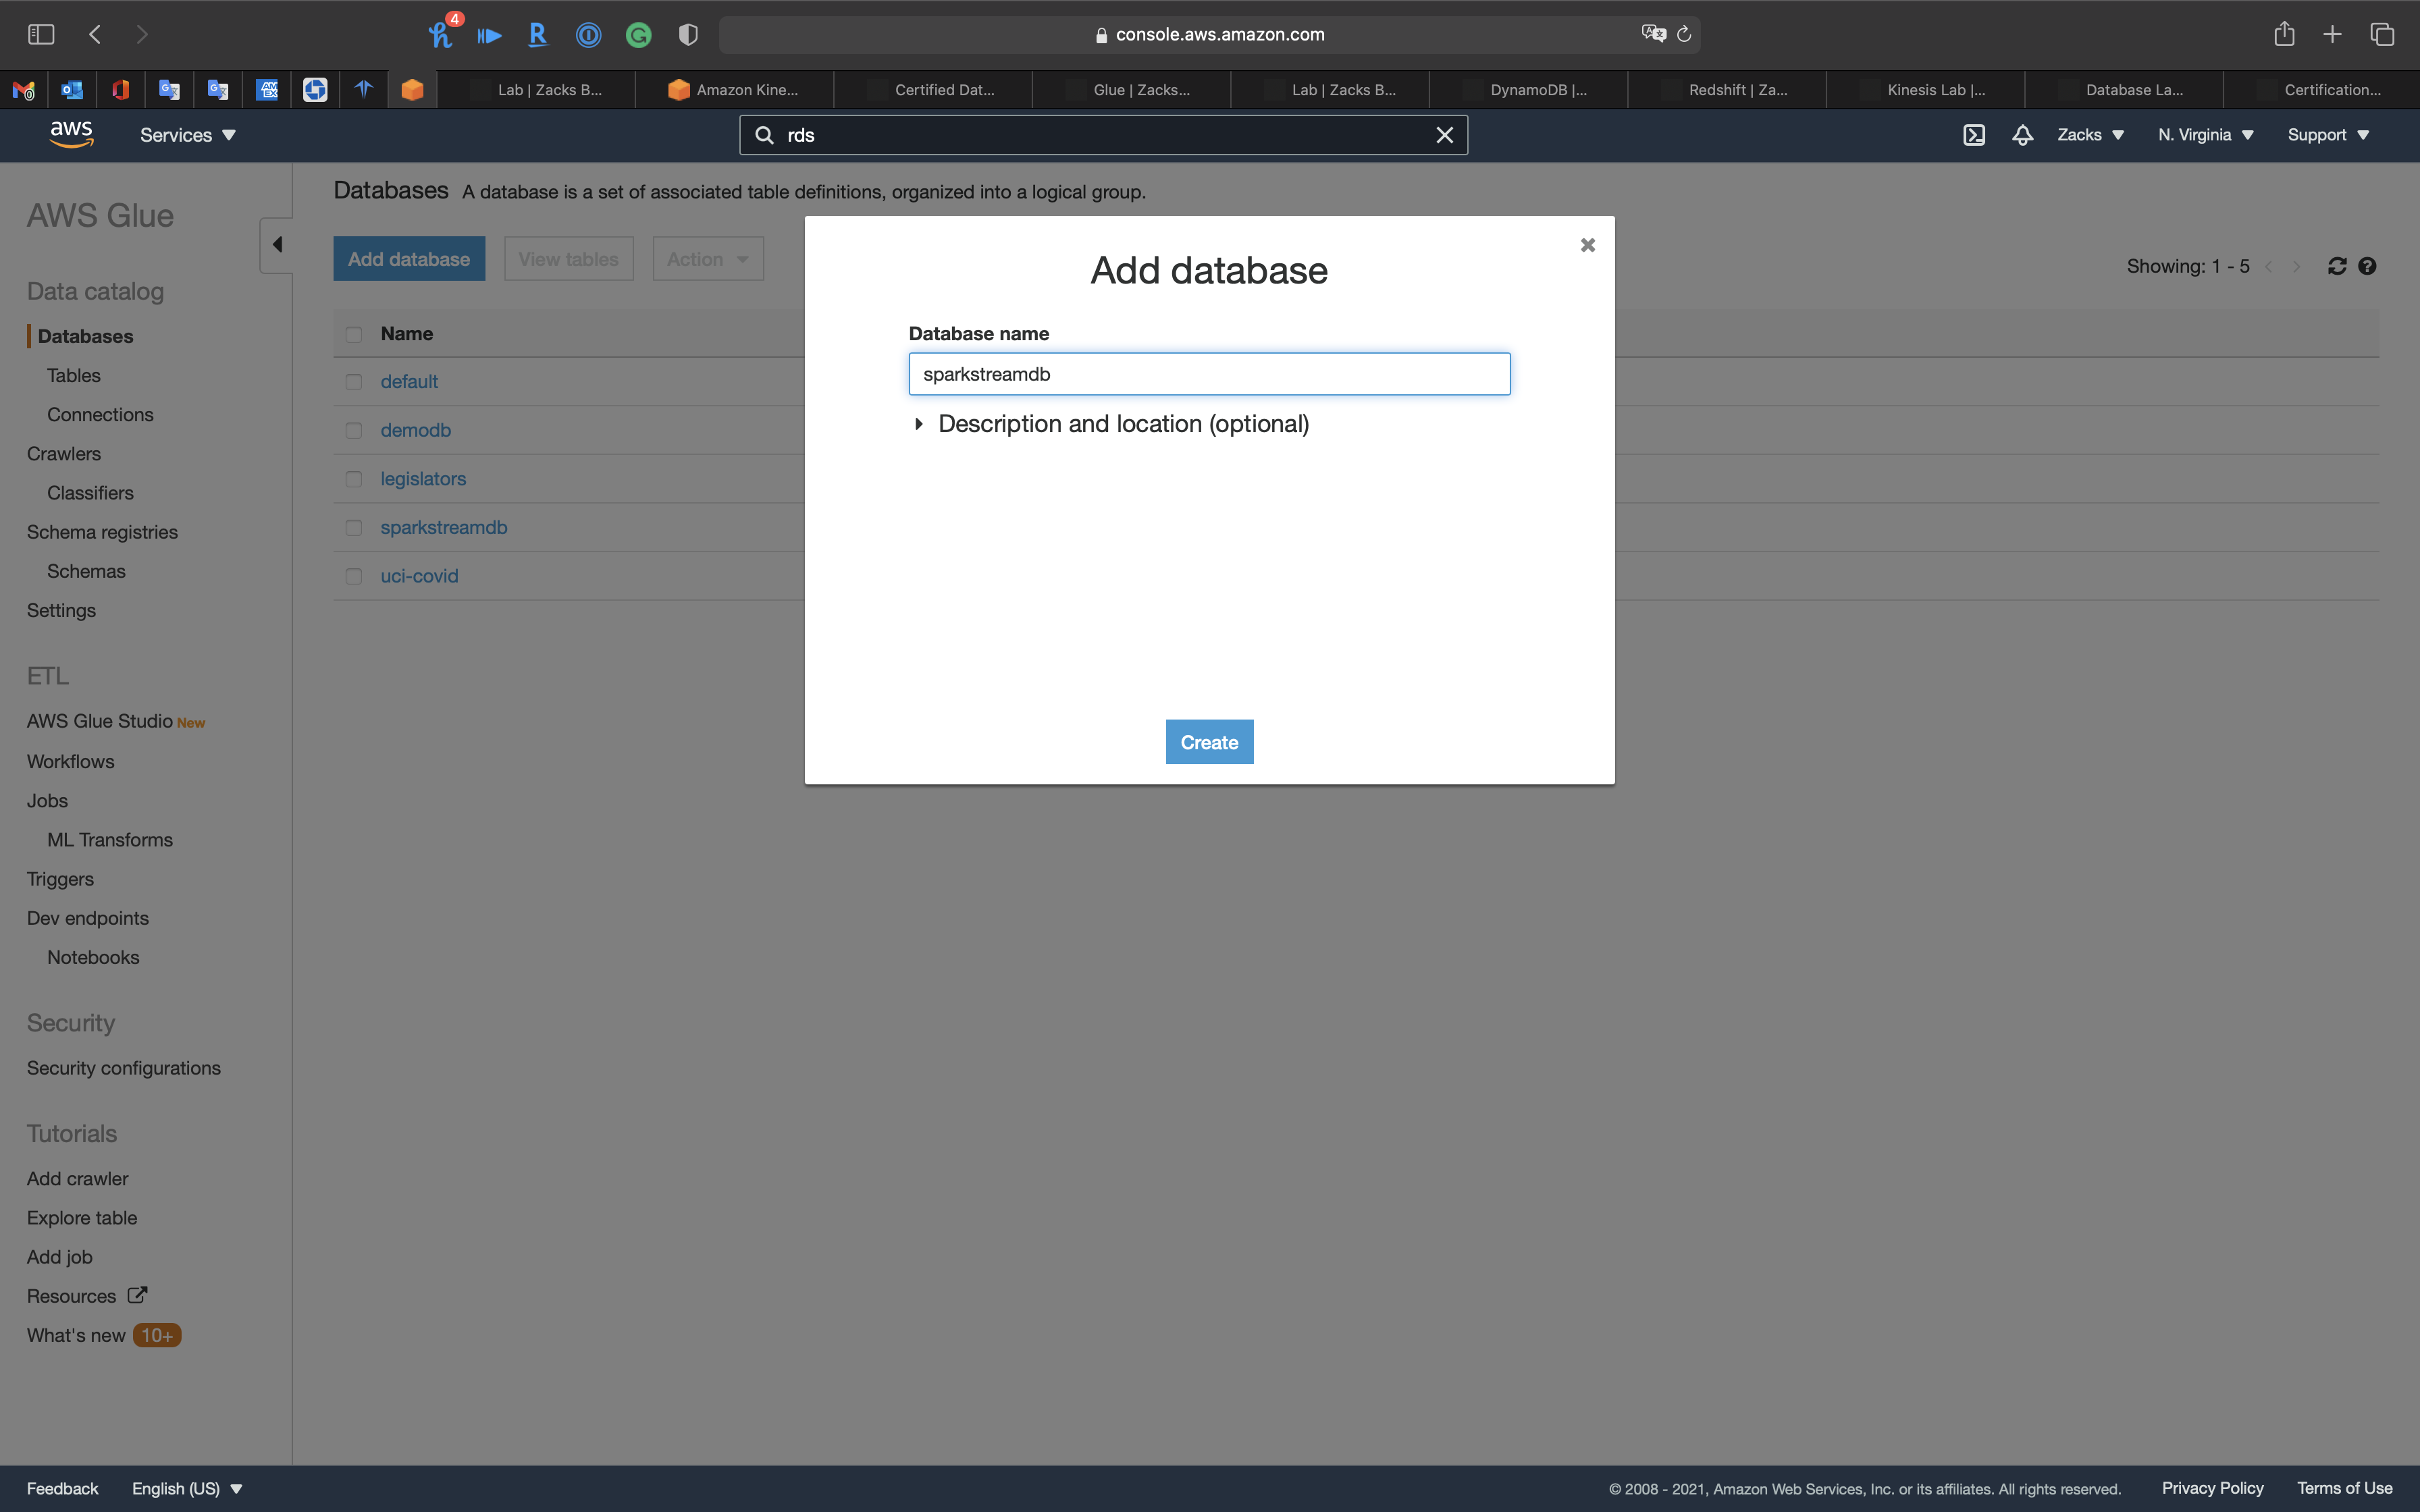 4
console.aws.amazon.com
Lab | Zacks B...
Amazon Kine...
Certified Dat...
Glue | Zacks...
Lab | Zacks B...
DynamoDB |...
Redshift | Za...
Kinesis Lab |...
Database La...
Certification...
aws
Services
rds
Zacks
N. Virginia
Support
AWS Glue
Data catalog
Databases
Tables
Connections
Crawlers
Classifiers
Schema registries
Schemas
Settings
ETL
AWS Glue Studio New
Workflows
Jobs
ML Transforms
Triggers
Dev endpoints
Notebooks
Security
Security configurations
Tutorials
Add crawler
Explore table
Add job
Resources
What's new 10+
Databases A database is a set of associated table definitions, organized into a logical group.
Add database
View tables
Action
Showing: 1 - 5
Name
default
demodb
legislators
sparkstreamdb
uci-covid
Add database
Database name
sparkstreamdb
Description and location (optional)
Create
Feedback
English (US)
© 2008 - 2021, Amazon Web Services, Inc. or its affiliates. All rights reserved.
Privacy Policy
Terms of Use